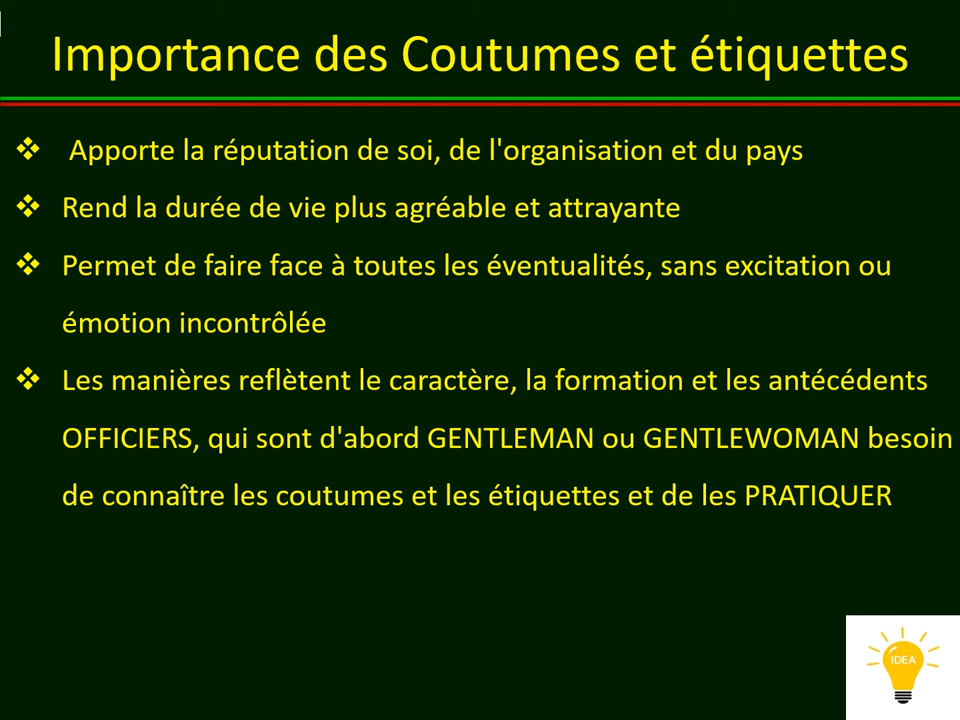 Importance des Coutumes et étiquettes
❖ Apporte la réputation de soi, de l'organisation et du pays
❖ Rend la durée de vie plus agréable et attrayante
❖ Permet de faire face à toutes les éventualités, sans excitation ou
émotion incontrôlée
❖ Les manières reflètent le caractère, la formation et les antécédents
OFFICIERS, qui sont d'abord GENTLEMAN ou GENTLEWOMAN besoin
de connaître les coutumes et les étiquettes et de les PRATIQUER
IDEA